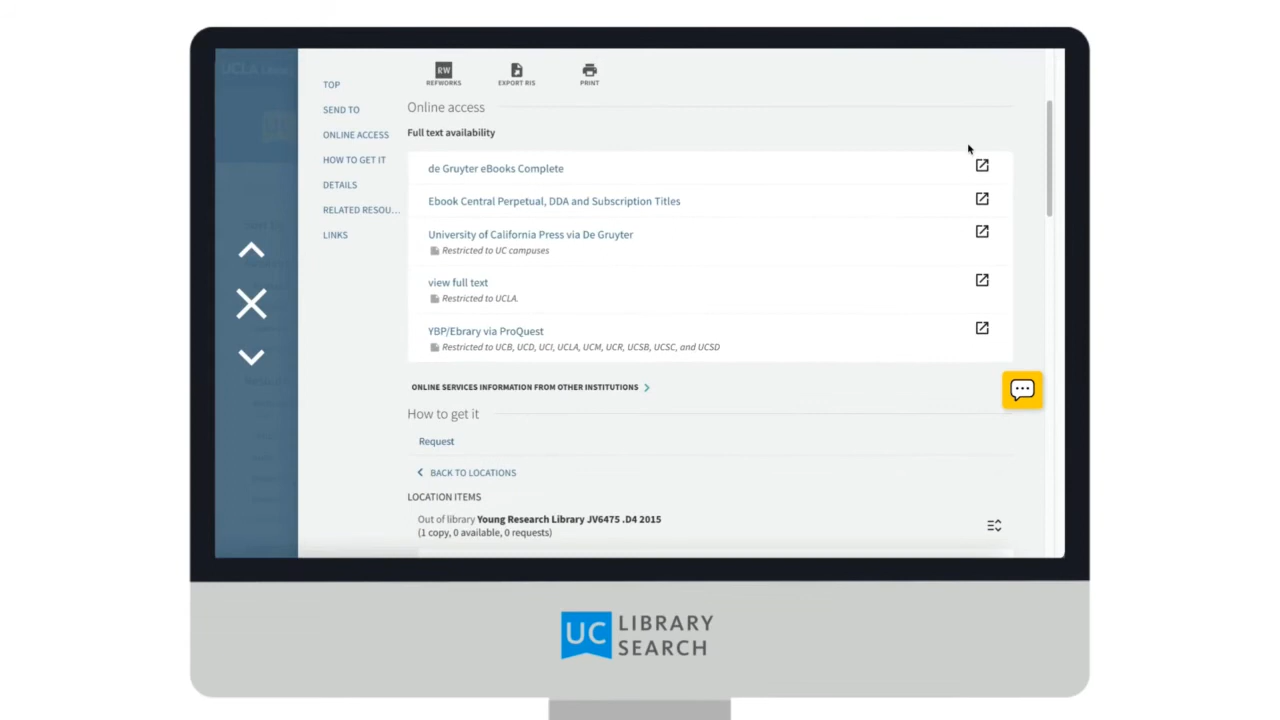 UCLA
RW
REFWORKS
EXPORT RIS
PRINT
TOP
SEND TO
ONLINE ACCESS
HOW TO GET IT
DETAILS
RELATED RESOU...
LINKS
Online access
Full text availability
de Gruyter eBooks Complete
Ebook Central Perpetual, DDA and Subscription Titles
University of California Press via De Gruyter
Restricted to UC campuses
view full text
Restricted to UCLA.
YBP/Ebrary via ProQuest
Restricted to UCB, UCD, UCI, UCLA, UCM, UCR, UCSB, UCSC, and UCSD
ONLINE SERVICES INFORMATION FROM OTHER INSTITUTIONS
How to get it
Request
BACK TO LOCATIONS
LOCATION ITEMS
Out of library Young Research Library JV6475 .D4 2015
(1 copy, 0 available, 0 requests)
UC LIBRARY
SEARCH